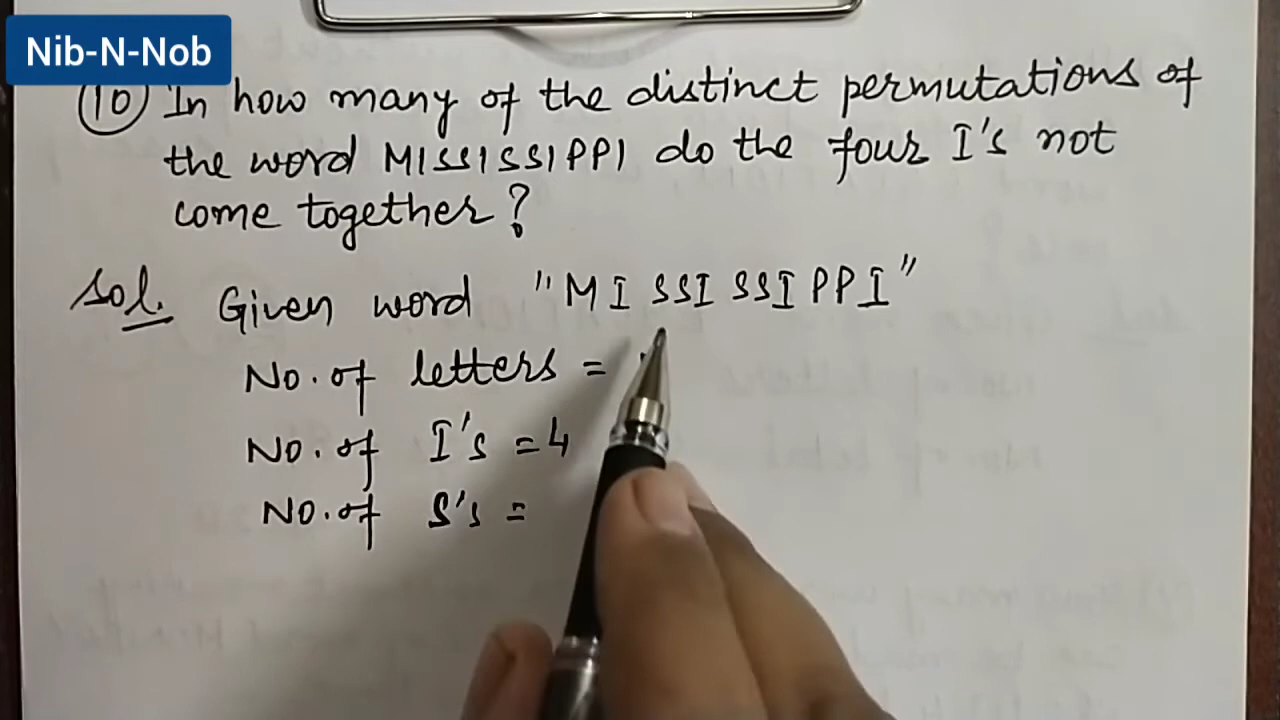 Nib-N-Nob
(10) In how many of the distinct permutations of
the word MISSISSIPPI do the four I's not
come together?
Sol. Given word "MISSISSIPPI"
No. of letters =
No. of I's = 4
No. of S's =